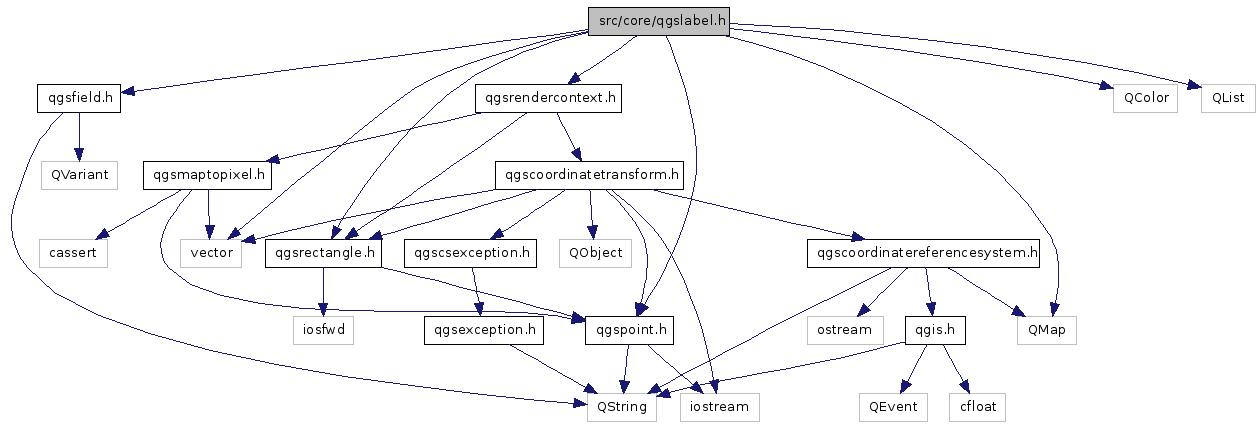 src/core/qgslabel.h
qgsfield.h
qgsrendercontext.h
QColor
QList
QVariant
qgsmaptopixel.h
qgscoordinatetransform.h
cassert
vector
qgsrectangle.h
qgscsexception.h
QObject
qgscoordinatereferencesystem.h
iosfwd
qgsexception.h
qgspoint.h
ostream
qgis.h
QMap
QString
iostream
QEvent
cfloat